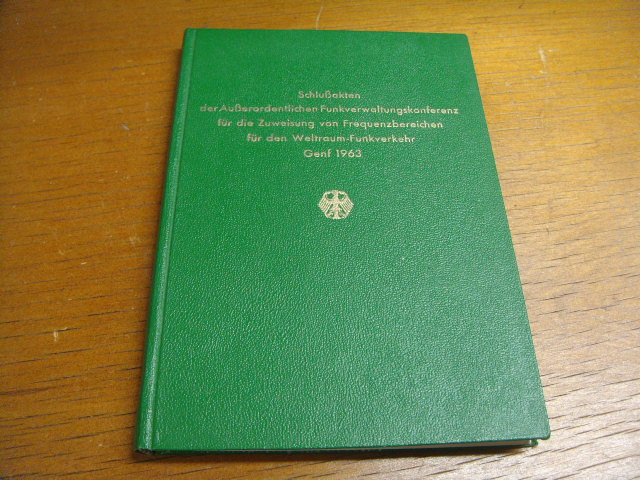 Schlußakten
der Außerordentlichen Funkverwaltungskonferenz
für die Zuweisung von Frequenzbereichen
für den Weltraum-Funkverkehr
Genf 1963